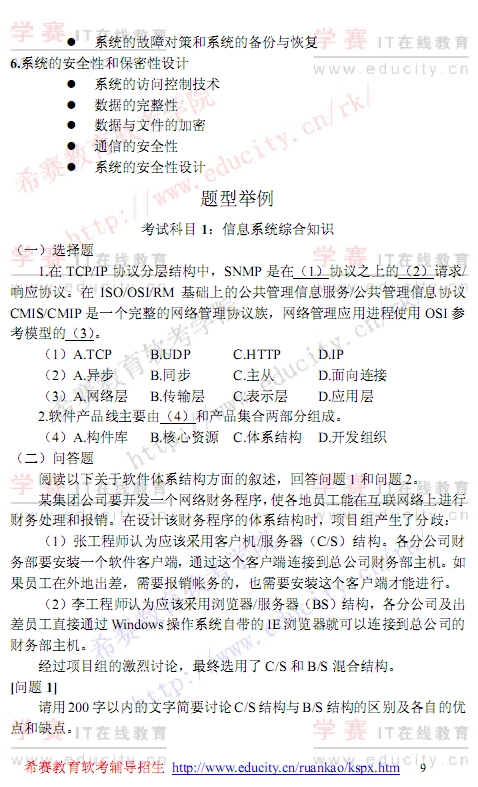 ● 系统的故障对策和系统的备份与恢复
6.系统的安全性和保密性设计
● 系统的访问控制技术
● 数据的完整性
● 数据与文件的加密
● 通信的安全性
● 系统的安全性设计
题型举例
考试科目 1：信息系统综合知识
（一）选择题
1.在 TCP/IP 协议分层结构中，SNMP 是在（1）协议之上的（2）请求/
响应协议。在 ISO/OSI/RM 基础上的公共管理信息服务/公共管理信息协议
CMIS/CMIP 是一个完整的网络管理协议族，网络管理应用进程使用 OSI 参
考模型的（3）。
（1）A.TCP B.UDP C.HTTP D.IP
（2）A.异步 B.同步 C.主从 D.面向连接
（3）A.网络层 B.传输层 C.表示层 D.应用层
2.软件产品线主要由（4）和产品集合两部分组成。
（4）A.构件库 B.核心资源 C.体系结构 D.开发组织
（二）问答题
阅读以下关于软件体系结构方面的叙述，回答问题 1 和问题 2。
某集团公司要开发一个网络财务程序，使各地员工能在互联网络上进行
财务处理和报销。在设计该财务程序的体系结构时，项目组产生了分歧：
（1）张工程师认为应该采用客户机/服务器（C/S）结构。各分公司财
务部要安装一个软件客户端，通过这个客户端连接到总公司财务部主机。如
果员工在外地出差，需要报销帐务的，也需要安装这个客户端才能进行。
（2）李工程师认为应该采用浏览器/服务器（BS）结构，各分公司及出
差员工直接通过 Windows 操作系统自带的 IE 浏览器就可以连接到总公司的
财务部主机。
经过项目组的激烈讨论，最终选用了 C/S 和 B/S 混合结构。
[问题 1]
请用 200 字以内的文字简要讨论 C/S 结构与 B/S 结构的区别及各自的优
点和缺点。
希赛教育软考辅导招生 http://www.educity.cn/ruankao/kspx.htm 9
学赛 IT在线教育
www.educity.cn
希赛教育软考学院
http://www.educity.cn/rk/